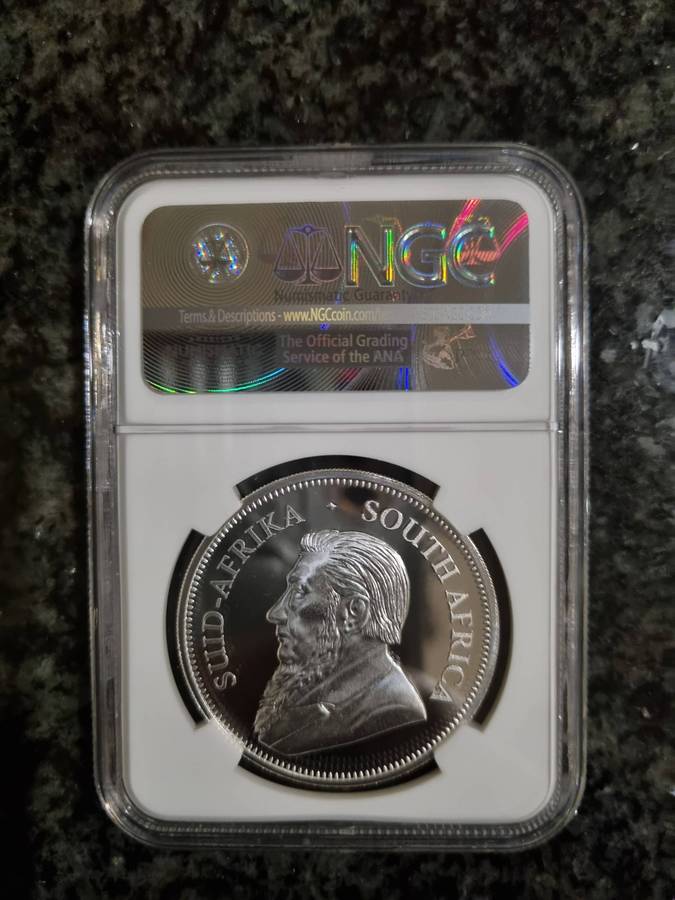 NGC
Numismatic Guaranty
Terms & Descriptions - www.NGCcoin.com
The Official Grading
Service of the ANA
SUID-AFRIKA · SOUTH AFRICA